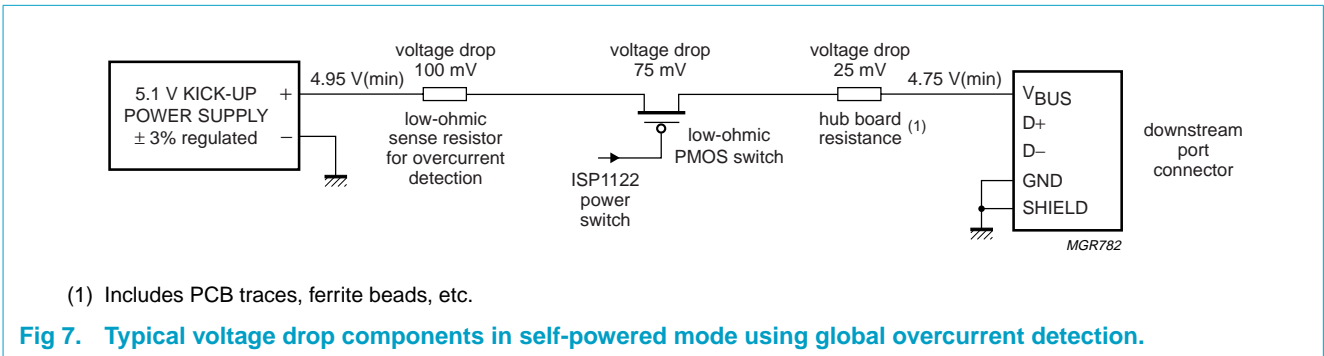 voltage drop
100 mV
voltage drop
75 mV
voltage drop
25 mV
4.95 V(min)
4.75 V(min)
5.1 V KICK-UP
POWER SUPPLY
± 3% regulated
+
−
low-ohmic
sense resistor
for overcurrent
detection
low-ohmic
PMOS switch
ISP1122
power
switch
hub board
resistance (1)
VBUS
D+
D−
GND
SHIELD
downstream
port
connector
MGR782
(1) Includes PCB traces, ferrite beads, etc.
Fig 7. Typical voltage drop components in self-powered mode using global overcurrent detection.